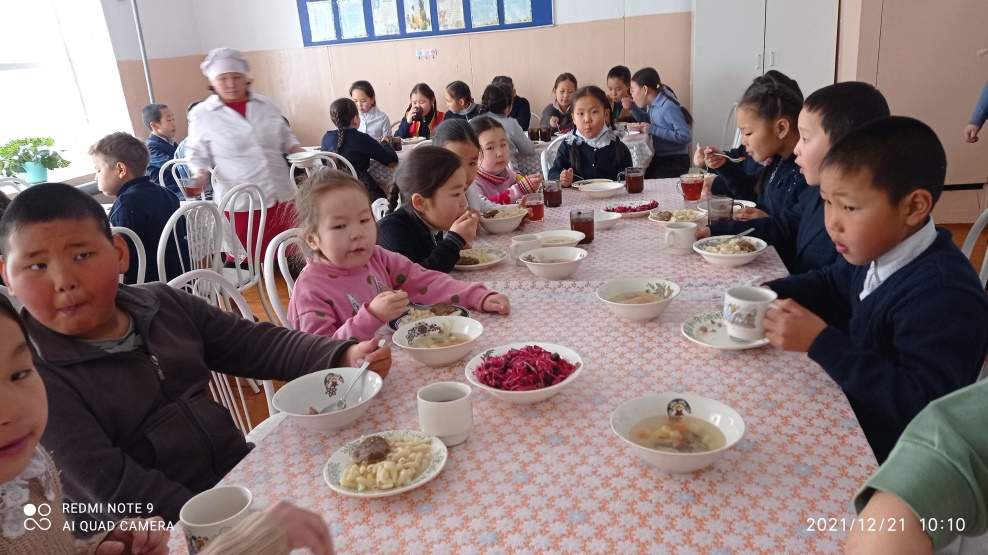 REDMI NOTE 9
AI QUAD CAMERA
2021/12/21 10:10